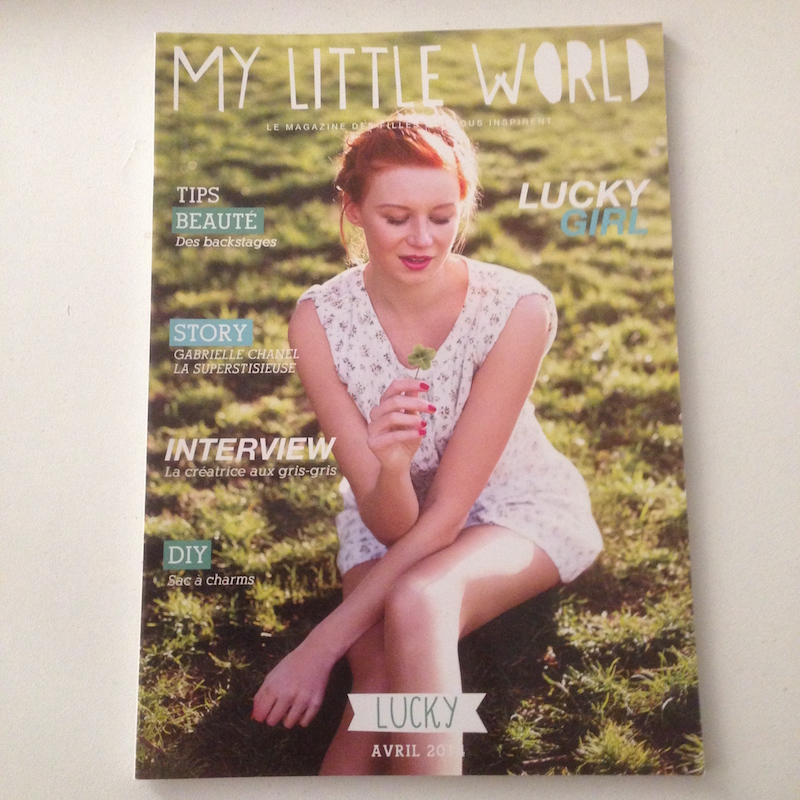 MY LITTLE WORLD
LE MAGAZINE DES FILLES INSPIRENT
TIPS
BEAUTÉ
Des backstages
LUCKY
GIRL
STORY
GABRIELLE CHANEL
LA SUPERSTISIEUSE
INTERVIEW
La créatrice aux gris-gris
DIY
Sac à charms
LUCKY
AVRIL